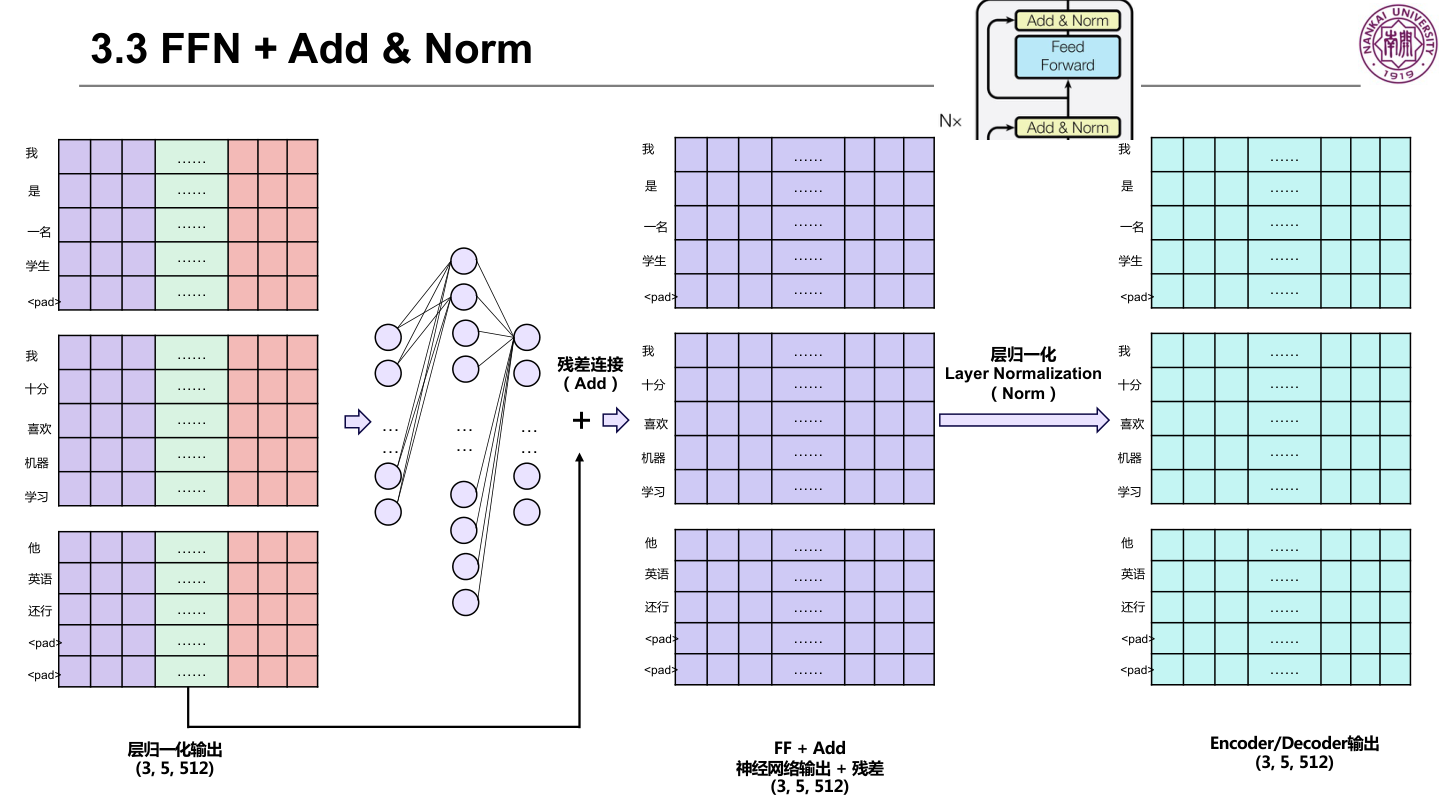 3.3 FFN + Add & Norm
Add & Norm
Feed
Forward
N×
Add & Norm
NANKAI UNIVERSITY
南開
1919
我 ……
是 ……
一名 ……
学生 ……
<pad> ……
我 ……
十分 ……
喜欢 ……
机器 ……
学习 ……
他 ……
英语 ……
还行 ……
<pad> ……
<pad> ……
层归一化输出
(3, 5, 512)
… … …
… … …
残差连接
( Add )
+
我 ……
是 ……
一名 ……
学生 ……
<pad> ……
我 ……
十分 ……
喜欢 ……
机器 ……
学习 ……
他 ……
英语 ……
还行 ……
<pad> ……
<pad> ……
FF + Add
神经网络输出 + 残差
(3, 5, 512)
层归一化
Layer Normalization
( Norm )
我 ……
是 ……
一名 ……
学生 ……
<pad> ……
我 ……
十分 ……
喜欢 ……
机器 ……
学习 ……
他 ……
英语 ……
还行 ……
<pad> ……
<pad> ……
Encoder/Decoder输出
(3, 5, 512)